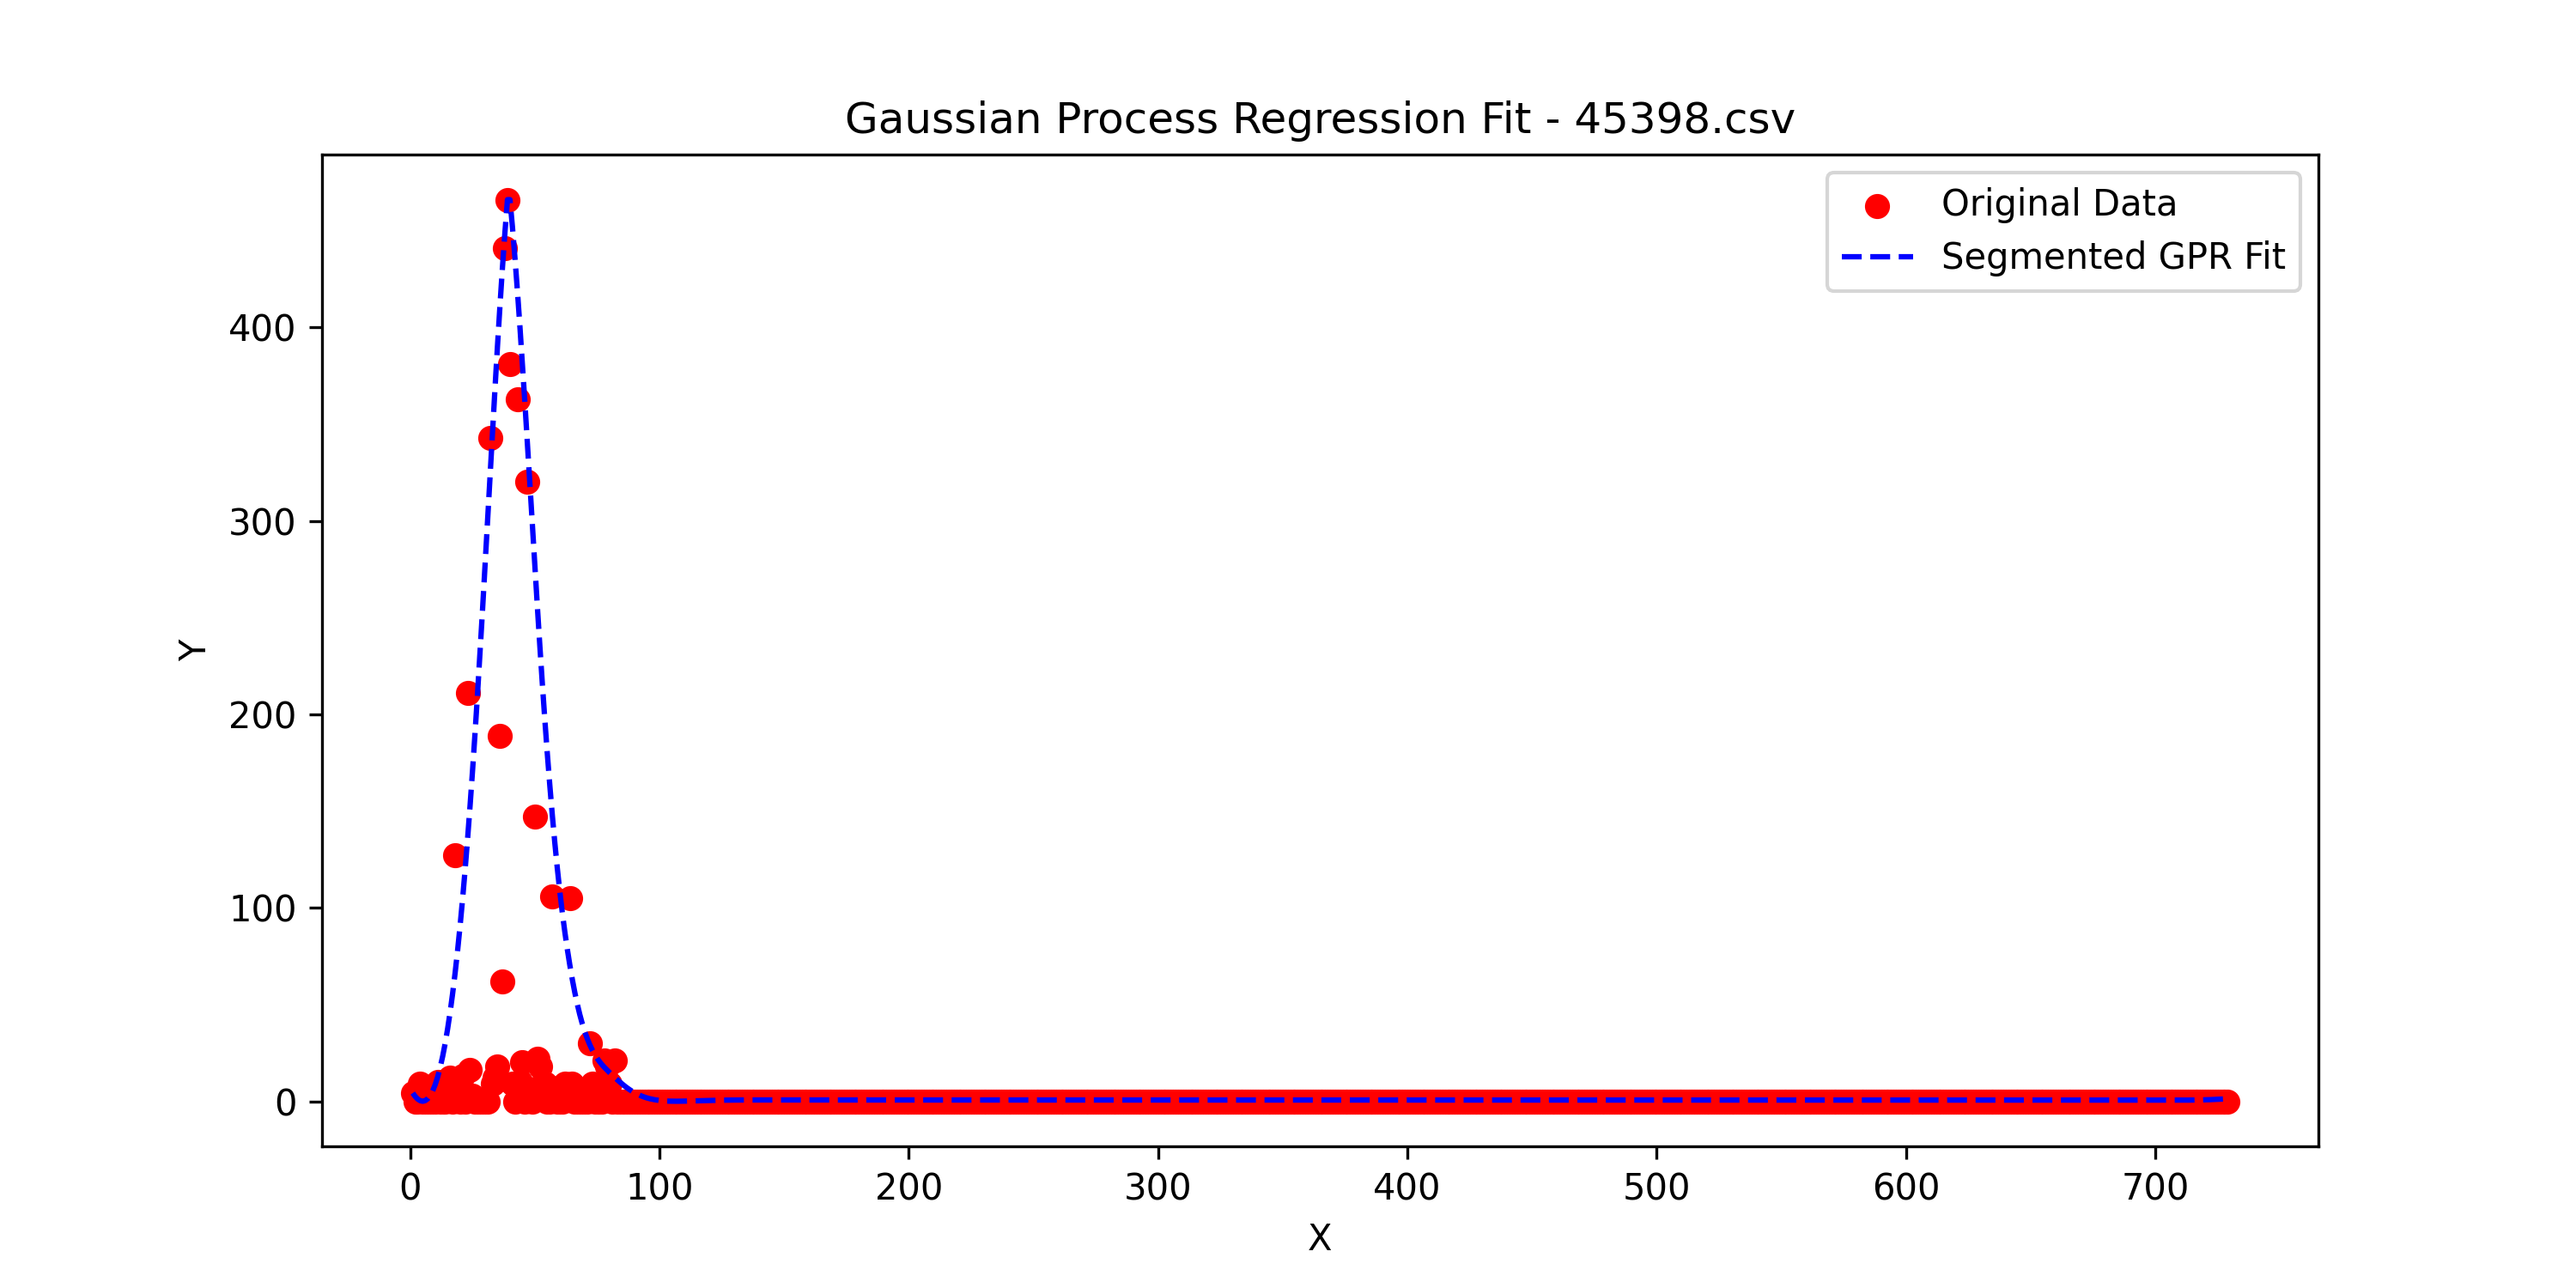 Gaussian Process Regression Fit - 45398.csv
Original Data
Segmented GPR Fit
Y
400
300
200
100
0
0 100 200 300 400 500 600 700
X